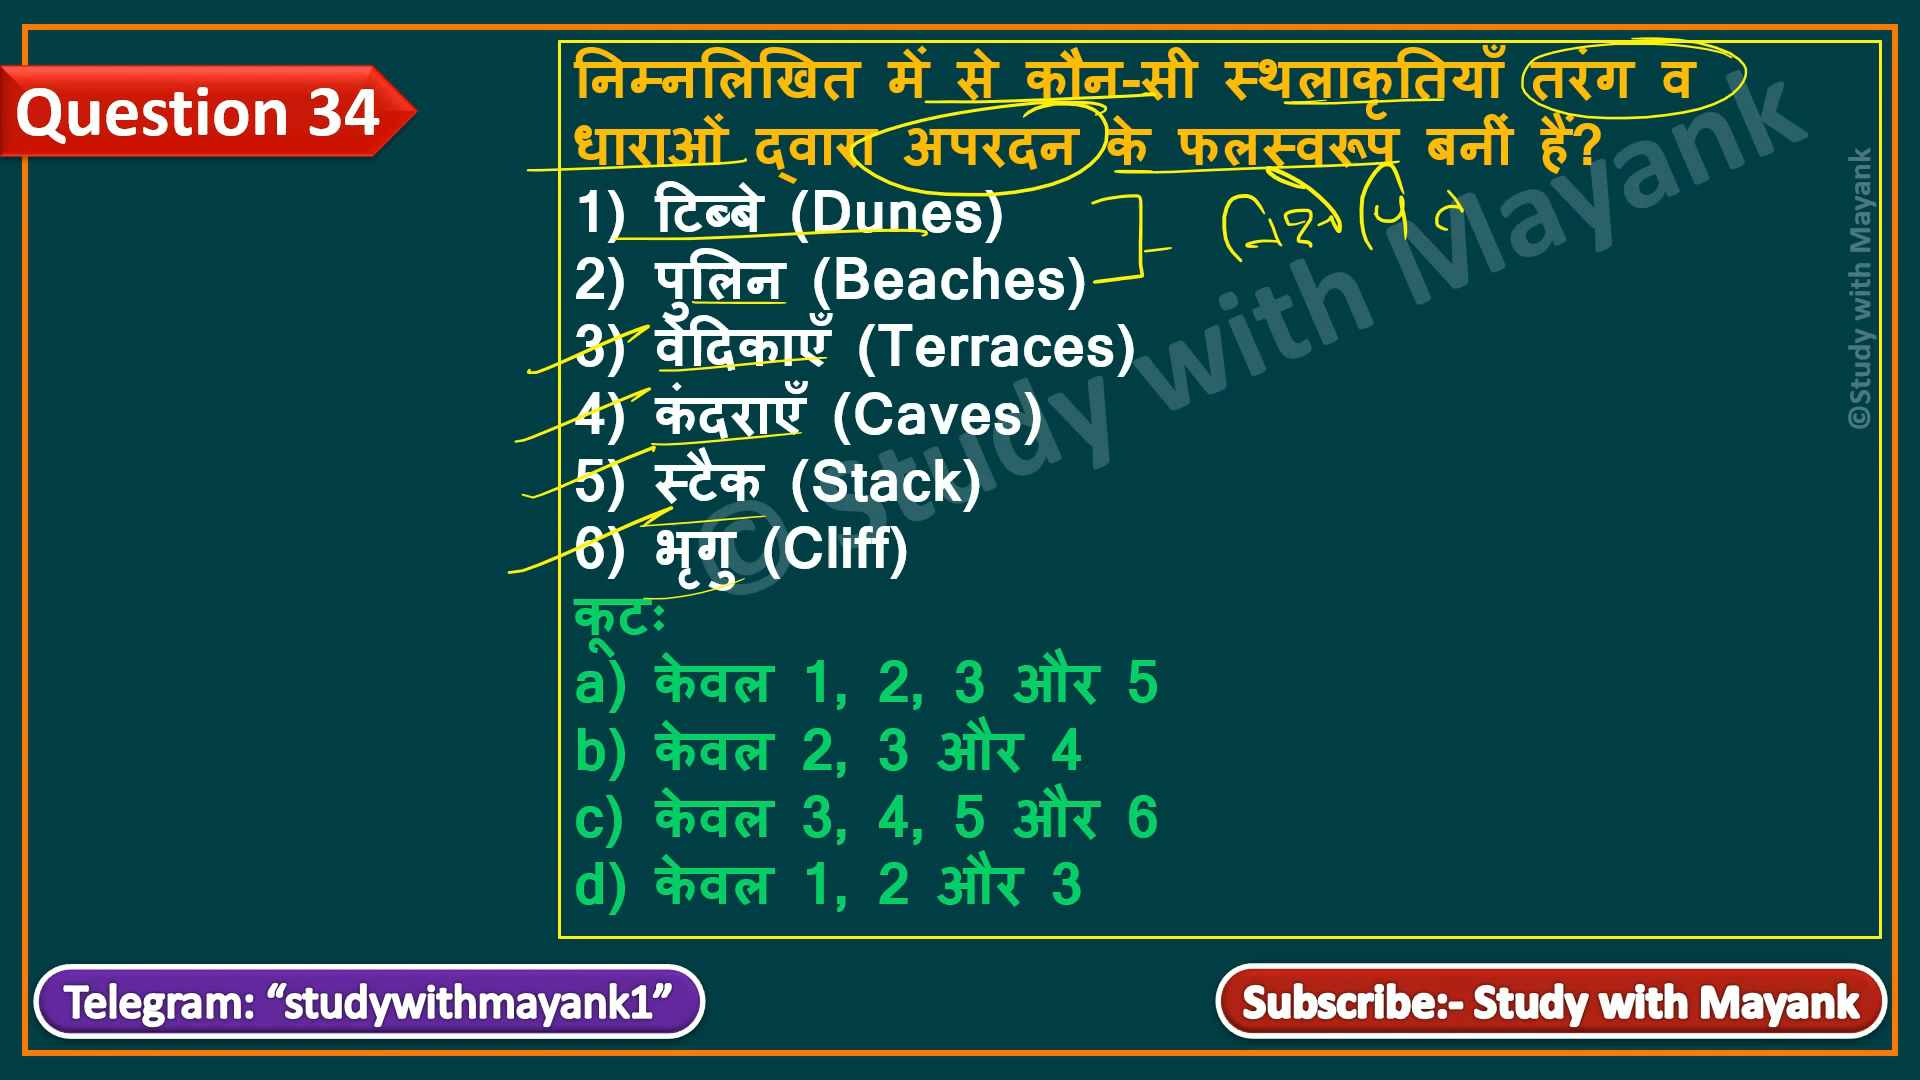 Question 34
निम्नलिखित में से कौन-सी स्थलाकृतियाँ तरंग व
धाराओं द्वारा अपरदन के फलस्वरूप बनीं हैं?
1) टिब्बे (Dunes)
2) पुलिन (Beaches)
3) वेदिकाएँ (Terraces)
4) कंदराएँ (Caves)
5) स्टैक (Stack)
6) भृगु (Cliff)
कूटः
a) केवल 1, 2, 3 और 5
b) केवल 2, 3 और 4
c) केवल 3, 4, 5 और 6
d) केवल 1, 2 और 3
© Study with Mayank
©Study with Mayank
Telegram: “studywithmayank1”
Subscribe:- Study with Mayank